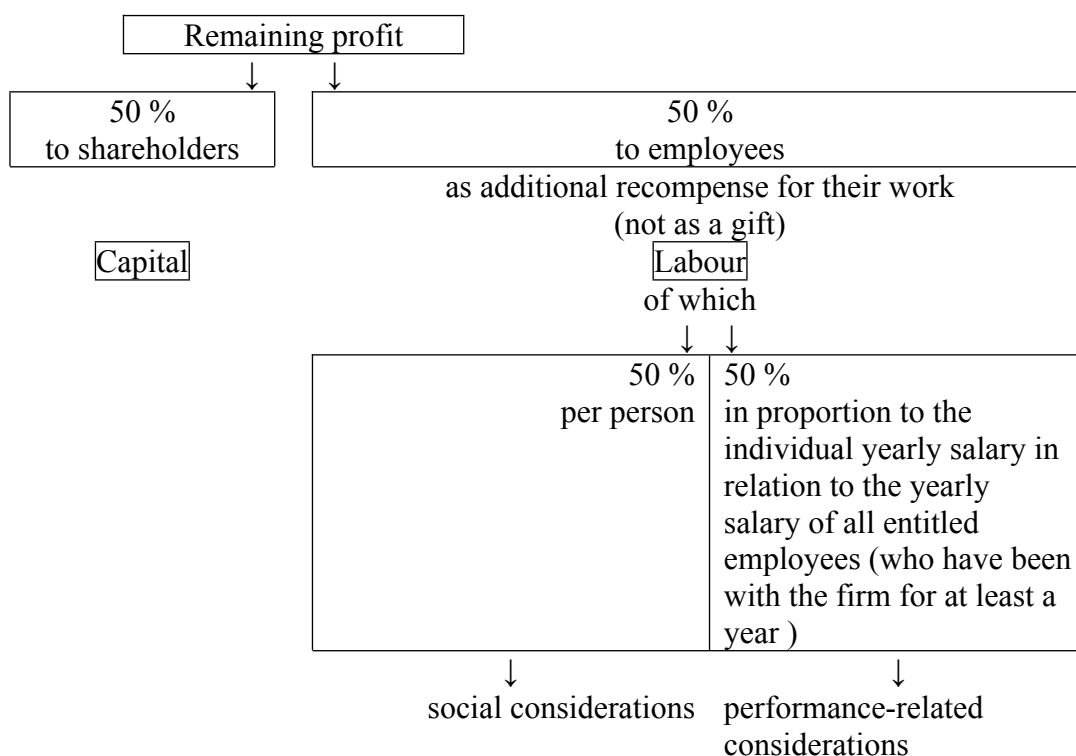 Remaining profit
↓ ↓
50 %
to shareholders
50 %
to employees
as additional recompense for their work
(not as a gift)
Capital
Labour
of which
↓ ↓
50 %
per person
50 %
in proportion to the
individual yearly salary in
relation to the yearly
salary of all entitled
employees (who have been
with the firm for at least a
year )
↓
social considerations
↓
performance-related
considerations